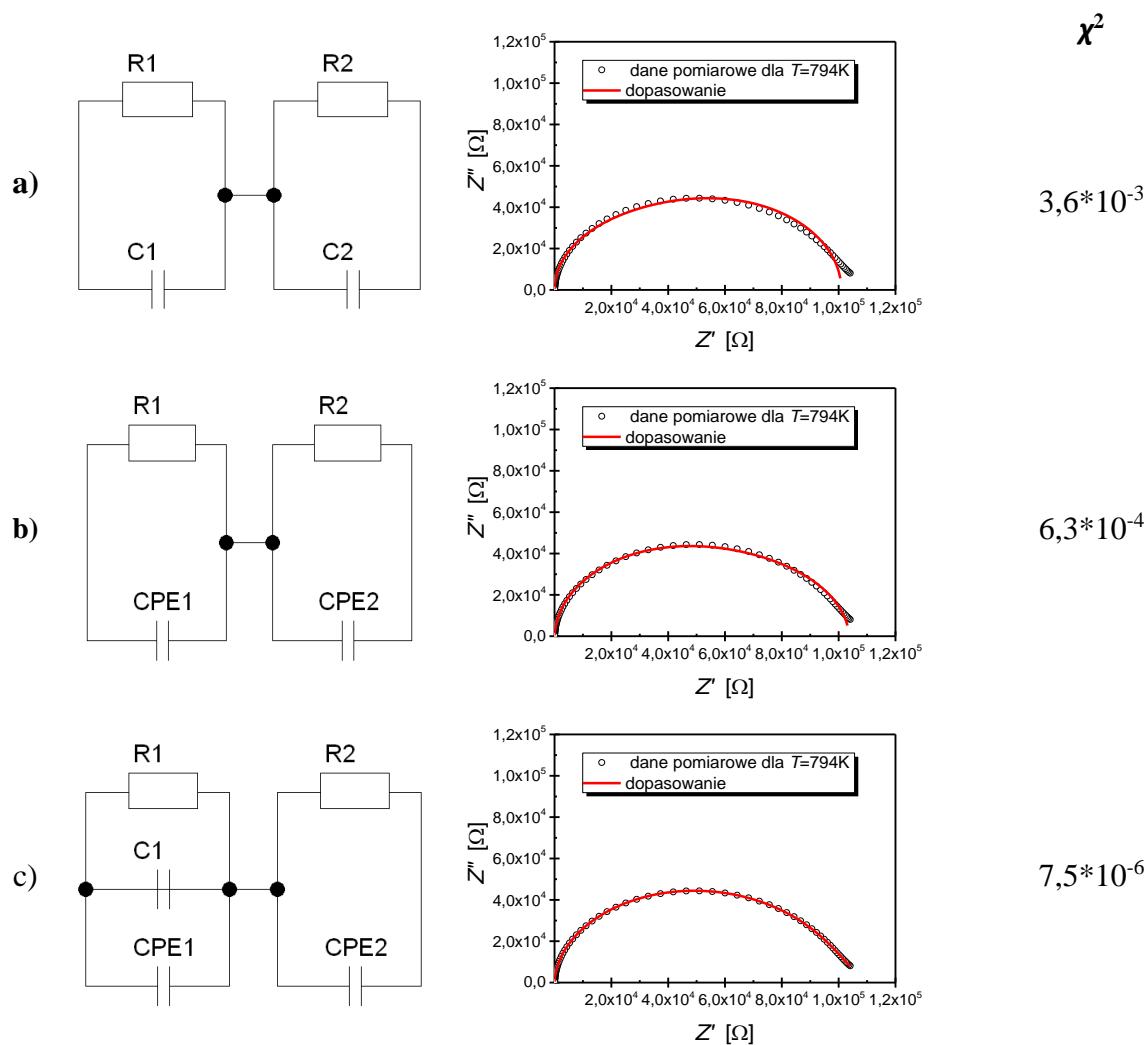 χ²
a)
R1 R2
C1 C2
1,2x10⁵
1,0x10⁵
8,0x10⁴
6,0x10⁴
4,0x10⁴
2,0x10⁴
0,0
Z'' [Ω]
dane pomiarowe dla T=794K
dopasowanie
2,0x10⁴ 4,0x10⁴ 6,0x10⁴ 8,0x10⁴ 1,0x10⁵ 1,2x10⁵
Z' [Ω]
3,6*10⁻³
b)
R1 R2
CPE1 CPE2
1,2x10⁵
1,0x10⁵
8,0x10⁴
6,0x10⁴
4,0x10⁴
2,0x10⁴
0,0
Z'' [Ω]
dane pomiarowe dla T=794K
dopasowanie
2,0x10⁴ 4,0x10⁴ 6,0x10⁴ 8,0x10⁴ 1,0x10⁵ 1,2x10⁵
Z' [Ω]
6,3*10⁻⁴
c)
R1 R2
C1
CPE1 CPE2
1,2x10⁵
1,0x10⁵
8,0x10⁴
6,0x10⁴
4,0x10⁴
2,0x10⁴
0,0
Z'' [Ω]
dane pomiarowe dla T=794K
dopasowanie
2,0x10⁴ 4,0x10⁴ 6,0x10⁴ 8,0x10⁴ 1,0x10⁵ 1,2x10⁵
Z' [Ω]
7,5*10⁻⁶